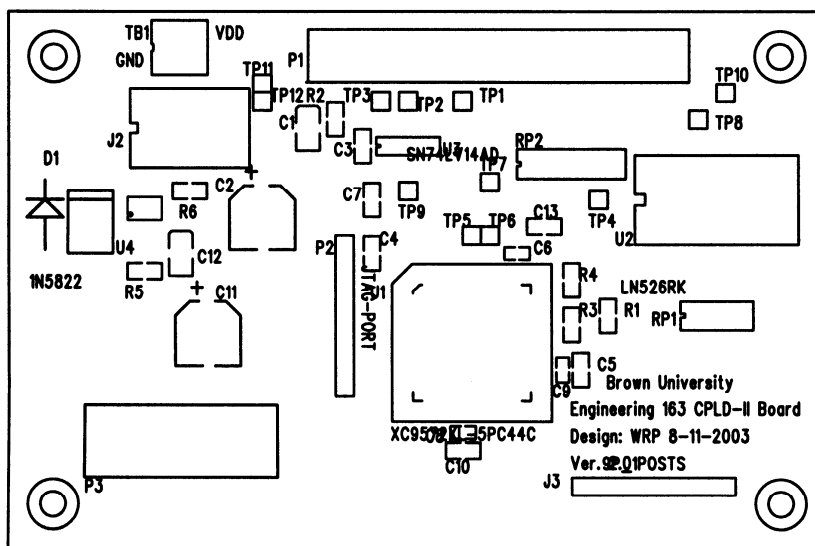 TB1 VDD
GND
P1
TP11
TP12 R2 TP3 TP2 TP1
TP10
TP8
J2
C1
C3 U3
SN74LV14AD
RP2
D1
C2
R6
C7
TP9
TP7
TP4
U2
U4
C12
TP5 TP6
C13
C6
P2
C4
1N5822
R5
C11
JTAG-PORT
U1
R4
R3
LN526RK
R1
RP1
C9
C5
Brown University
Engineering 163 CPLD-II Board
Design: WRP 8-11-2003
C10
P3
J3